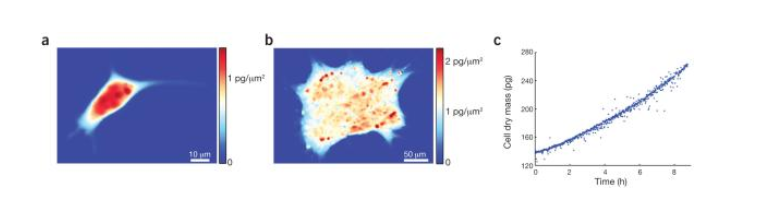 a
1 pg/µm²
0
10 µm
b
2 pg/µm²
1 pg/µm²
0
50 µm
c
Cell dry mass (pg)
280
240
200
160
120
0 2 4 6 8
Time (h)